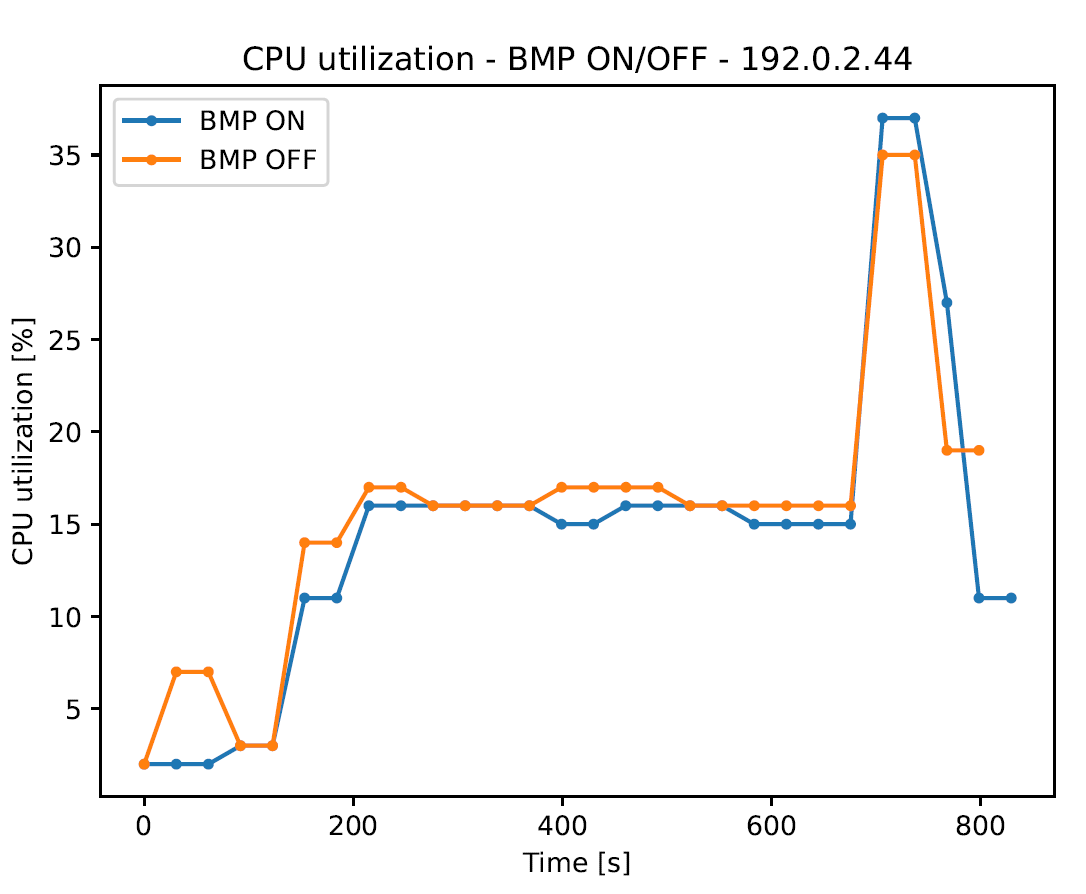 CPU utilization - BMP ON/OFF - 192.0.2.44
BMP ON
BMP OFF
35
30
25
20
15
10
5
CPU utilization [%]
0 200 400 600 800
Time [s]